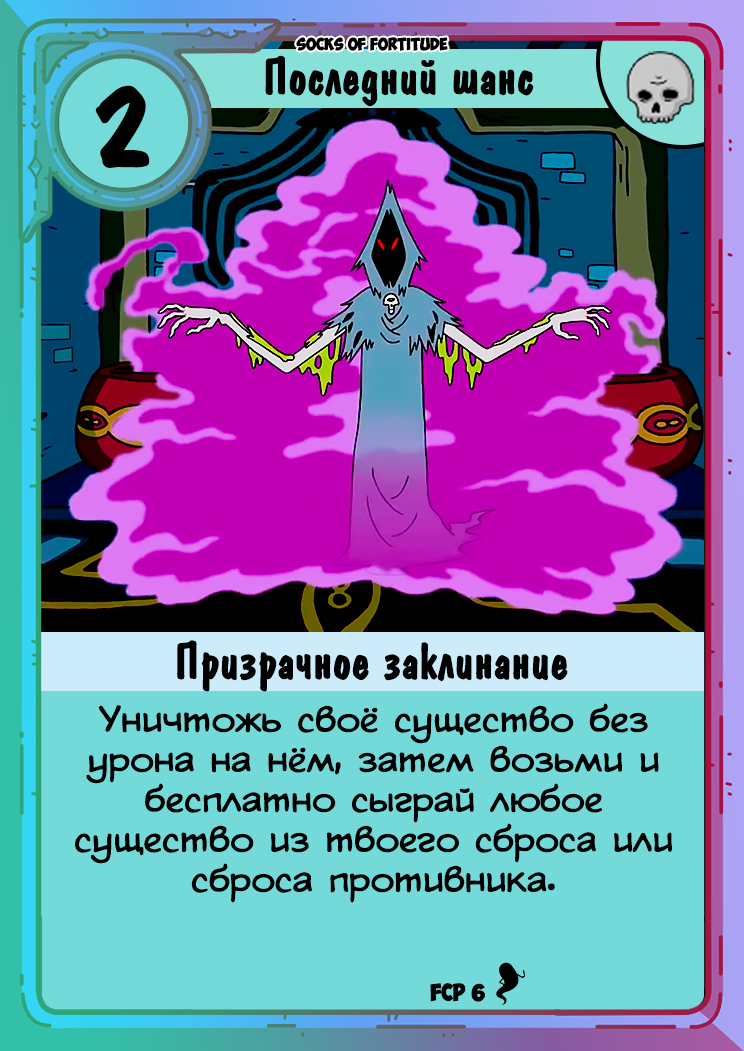 SOCKS OF FORTITUDE
2
Последний шанс
Призрачное заклинание
Уничтожь своё существо без
урона на нём, затем возьми и
бесплатно сыграй любое
существо из твоего сброса или
сброса противника.
FCP 6